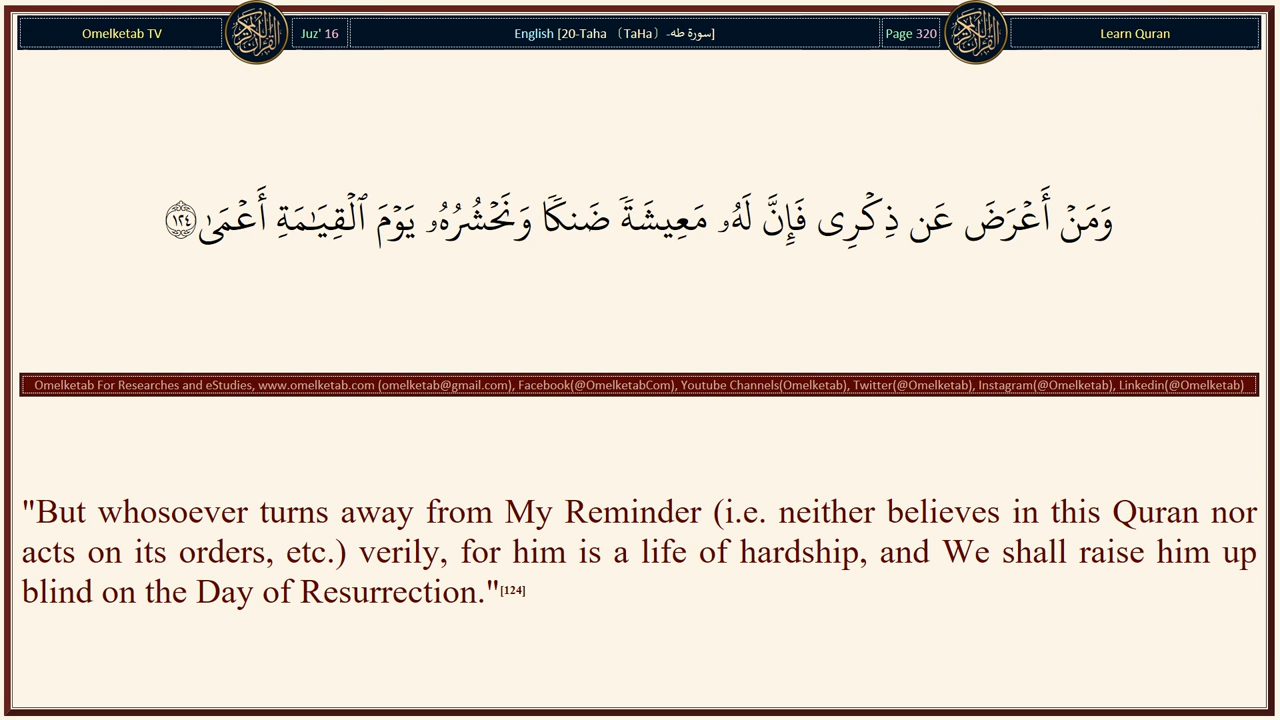 Omelketab TV
Juz' 16
English [20-Taha （TaHa）-سورة طه]
Page 320
Learn Quran
وَمَنۡ أَعۡرَضَ عَن ذِكۡرِى فَإِنَّ لَهُۥ مَعِيشَةً ضَنكًا وَنَحۡشُرُهُۥ يَوۡمَ ٱلۡقِيَـٰمَةِ أَعۡمَىٰ ١٢٤
Omelketab For Researches and eStudies, www.omelketab.com (omelketab@gmail.com), Facebook(@OmelketabCom), Youtube Channels(Omelketab), Twitter(@Omelketab), Instagram(@Omelketab), Linkedin(@Omelketab)
"But whosoever turns away from My Reminder (i.e. neither believes in this Quran nor
acts on its orders, etc.) verily, for him is a life of hardship, and We shall raise him up
blind on the Day of Resurrection."[124]